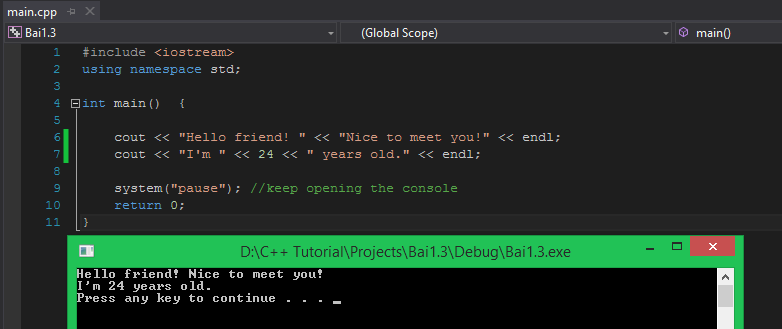 main.cpp
Bai1.3 (Global Scope) main()
1 #include <iostream>
2 using namespace std;
3
4 int main()  {
5
6     cout << "Hello friend! " << "Nice to meet you!" << endl;
7     cout << "I'm " << 24 << " years old." << endl;
8
9     system("pause"); //keep opening the console
10     return 0;
11 }
D:\C++ Tutorial\Projects\Bai1.3\Debug\Bai1.3.exe
Hello friend! Nice to meet you!
I'm 24 years old.
Press any key to continue . . . _